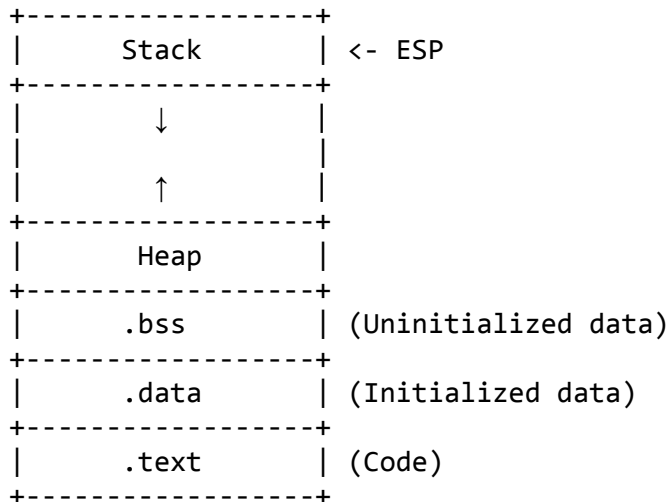 +------------------+
|      Stack       | <- ESP
+------------------+
|        ↓         |
|                  |
|        ↑         |
+------------------+
|       Heap       |
+------------------+
|      .bss        | (Uninitialized data)
+------------------+
|      .data       | (Initialized data)
+------------------+
|      .text       | (Code)
+------------------+